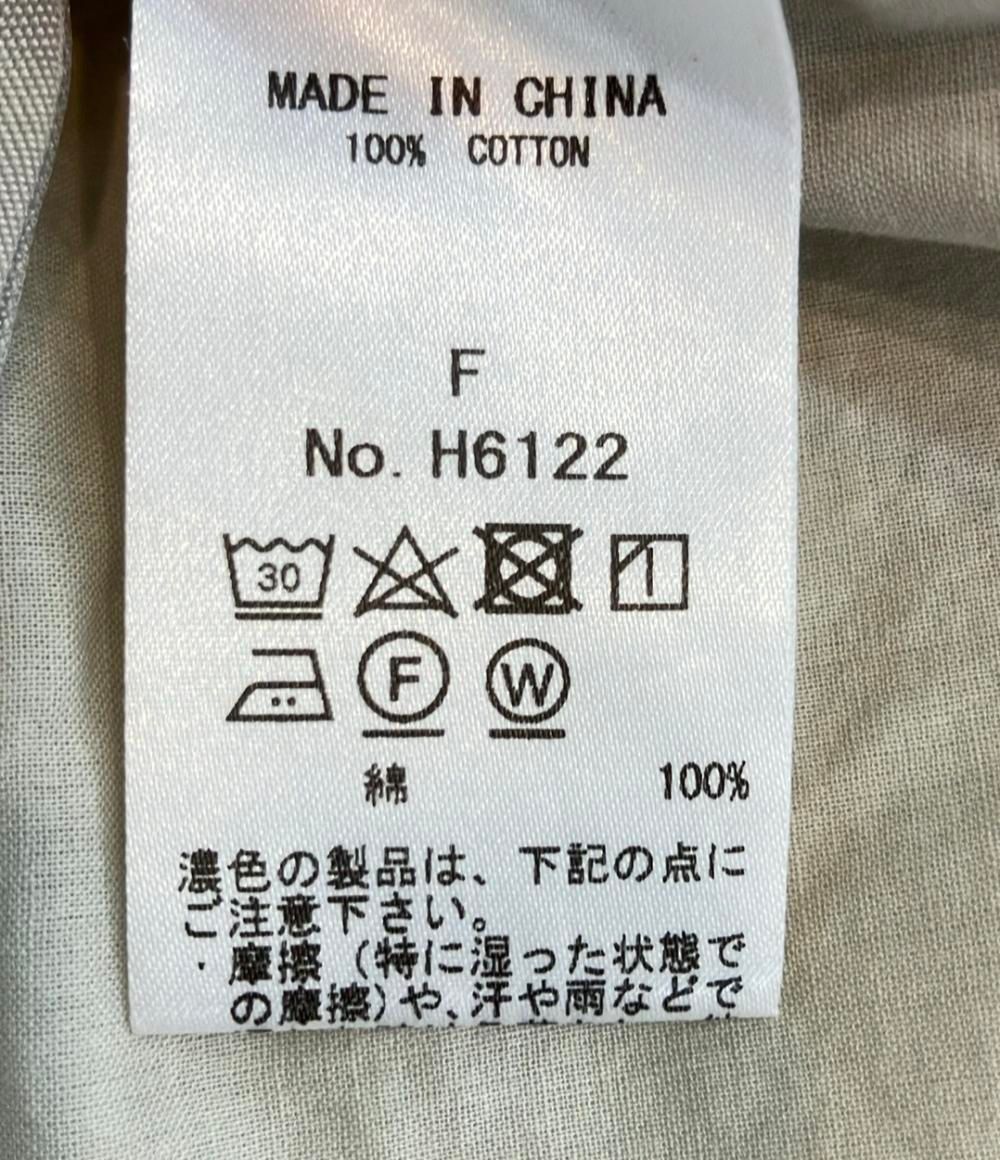 MADE IN CHINA
100% COTTON
F
No. H6122
30
F W
綿 100%
濃色の製品は、下記の点に
ご注意下さい。
・摩擦（特に湿った状態で
の摩擦）や、汗や雨などで